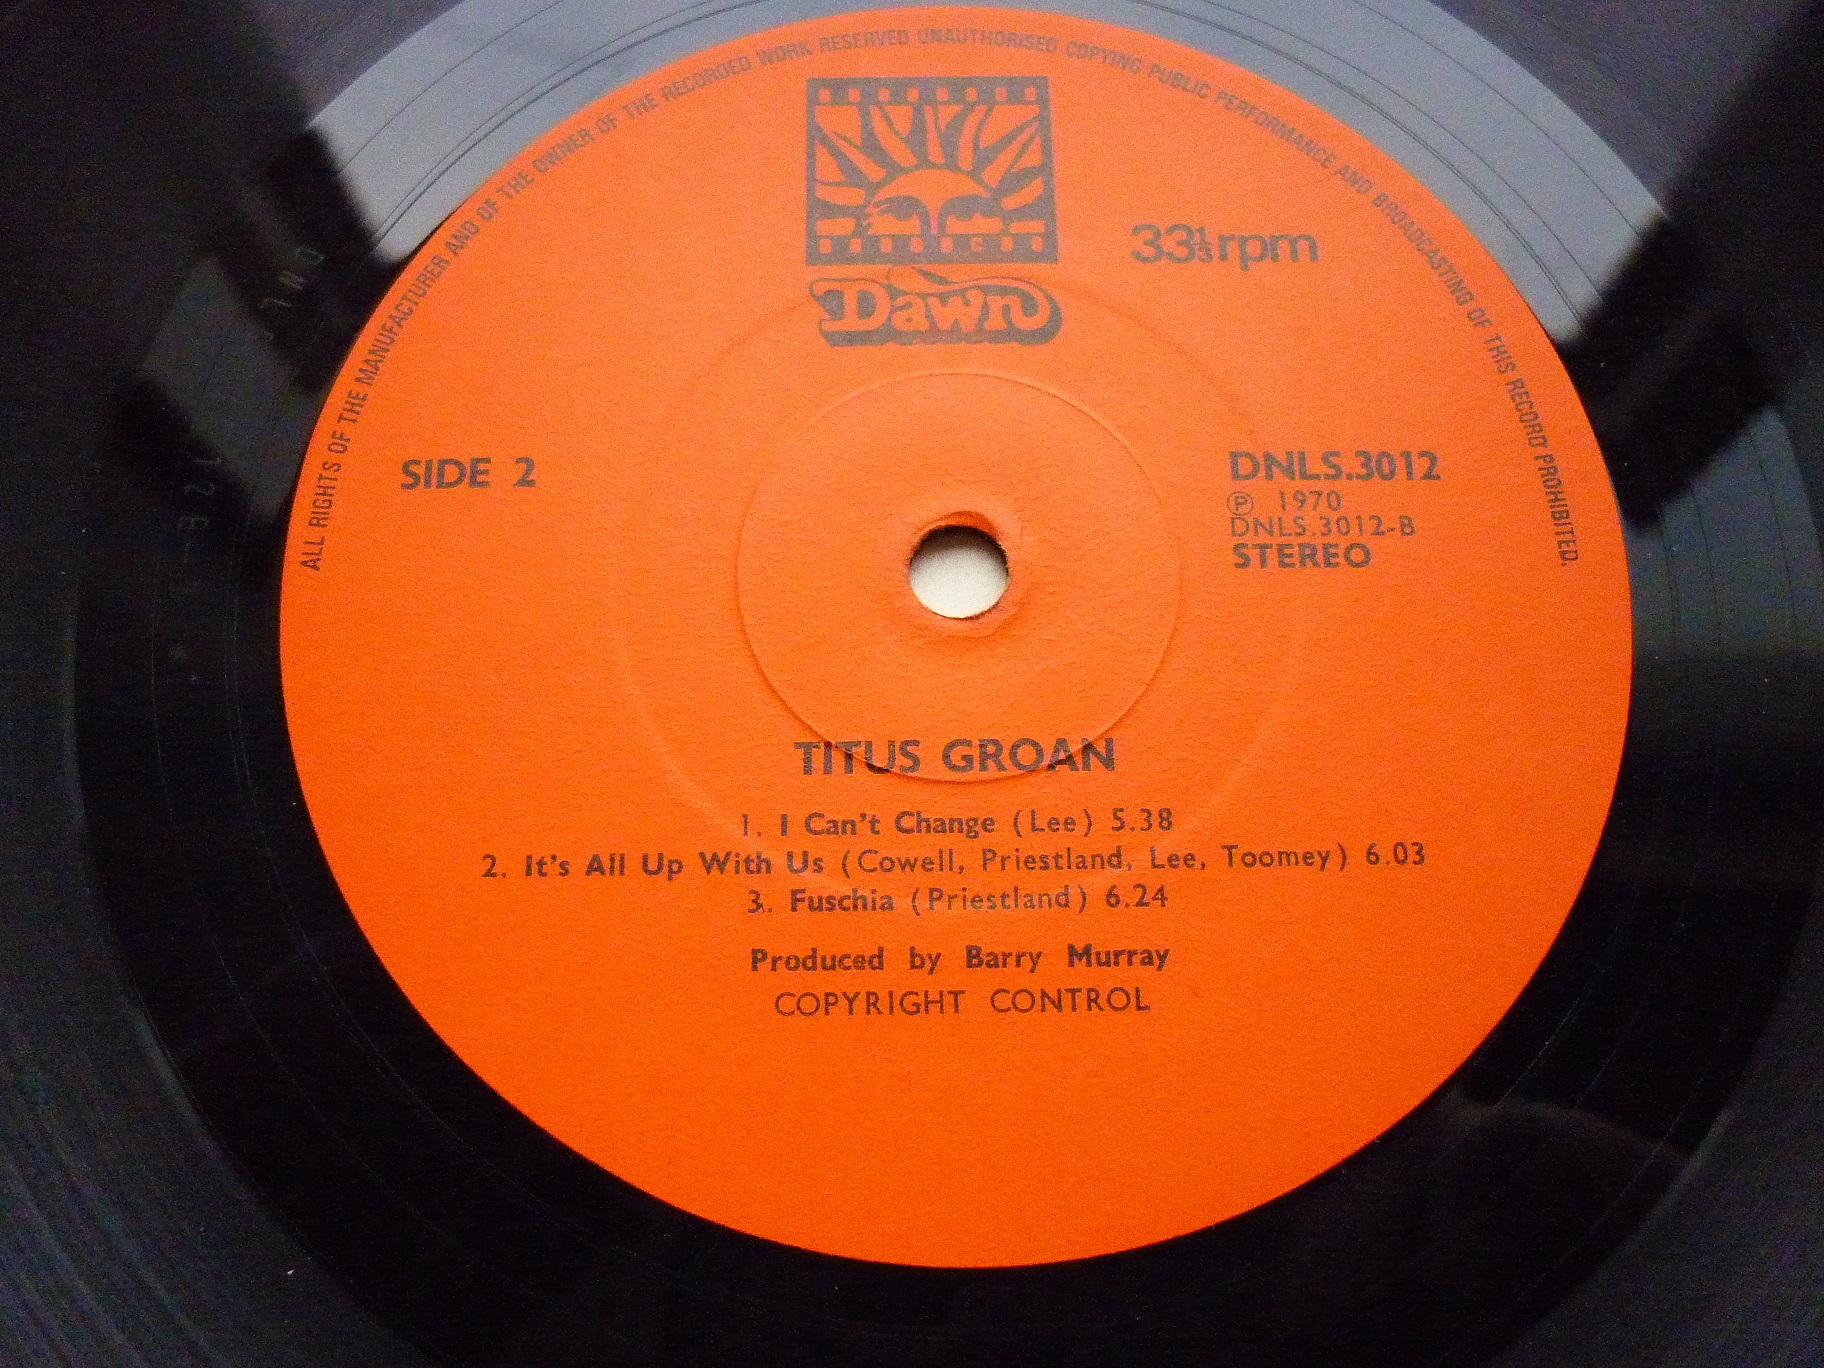 ALL RIGHTS OF THE MANUFACTURER AND OF THE OWNER OF THE RECORDED WORK RESERVED UNAUTHORISED COPYING PUBLIC PERFORMANCE AND BROADCASTING OF THIS RECORD PROHIBITED.
Dawn
33⅓rpm
SIDE 2
DNLS.3012
℗ 1970
DNLS.3012-B
STEREO
TITUS GROAN
1. I Can't Change (Lee) 5.38
2. It's All Up With Us (Cowell, Priestland, Lee, Toomey) 6.03
3. Fuschia (Priestland) 6.24
Produced by Barry Murray
COPYRIGHT CONTROL